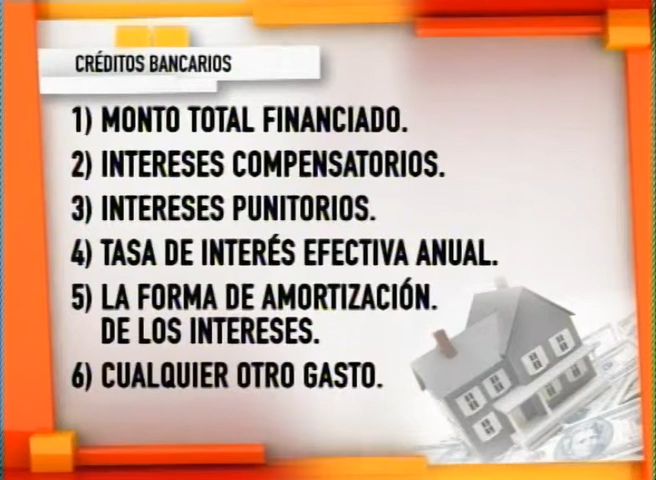 CRÉDITOS BANCARIOS
1) MONTO TOTAL FINANCIADO.
2) INTERESES COMPENSATORIOS.
3) INTERESES PUNITORIOS.
4) TASA DE INTERÉS EFECTIVA ANUAL.
5) LA FORMA DE AMORTIZACIÓN.
DE LOS INTERESES.
6) CUALQUIER OTRO GASTO.